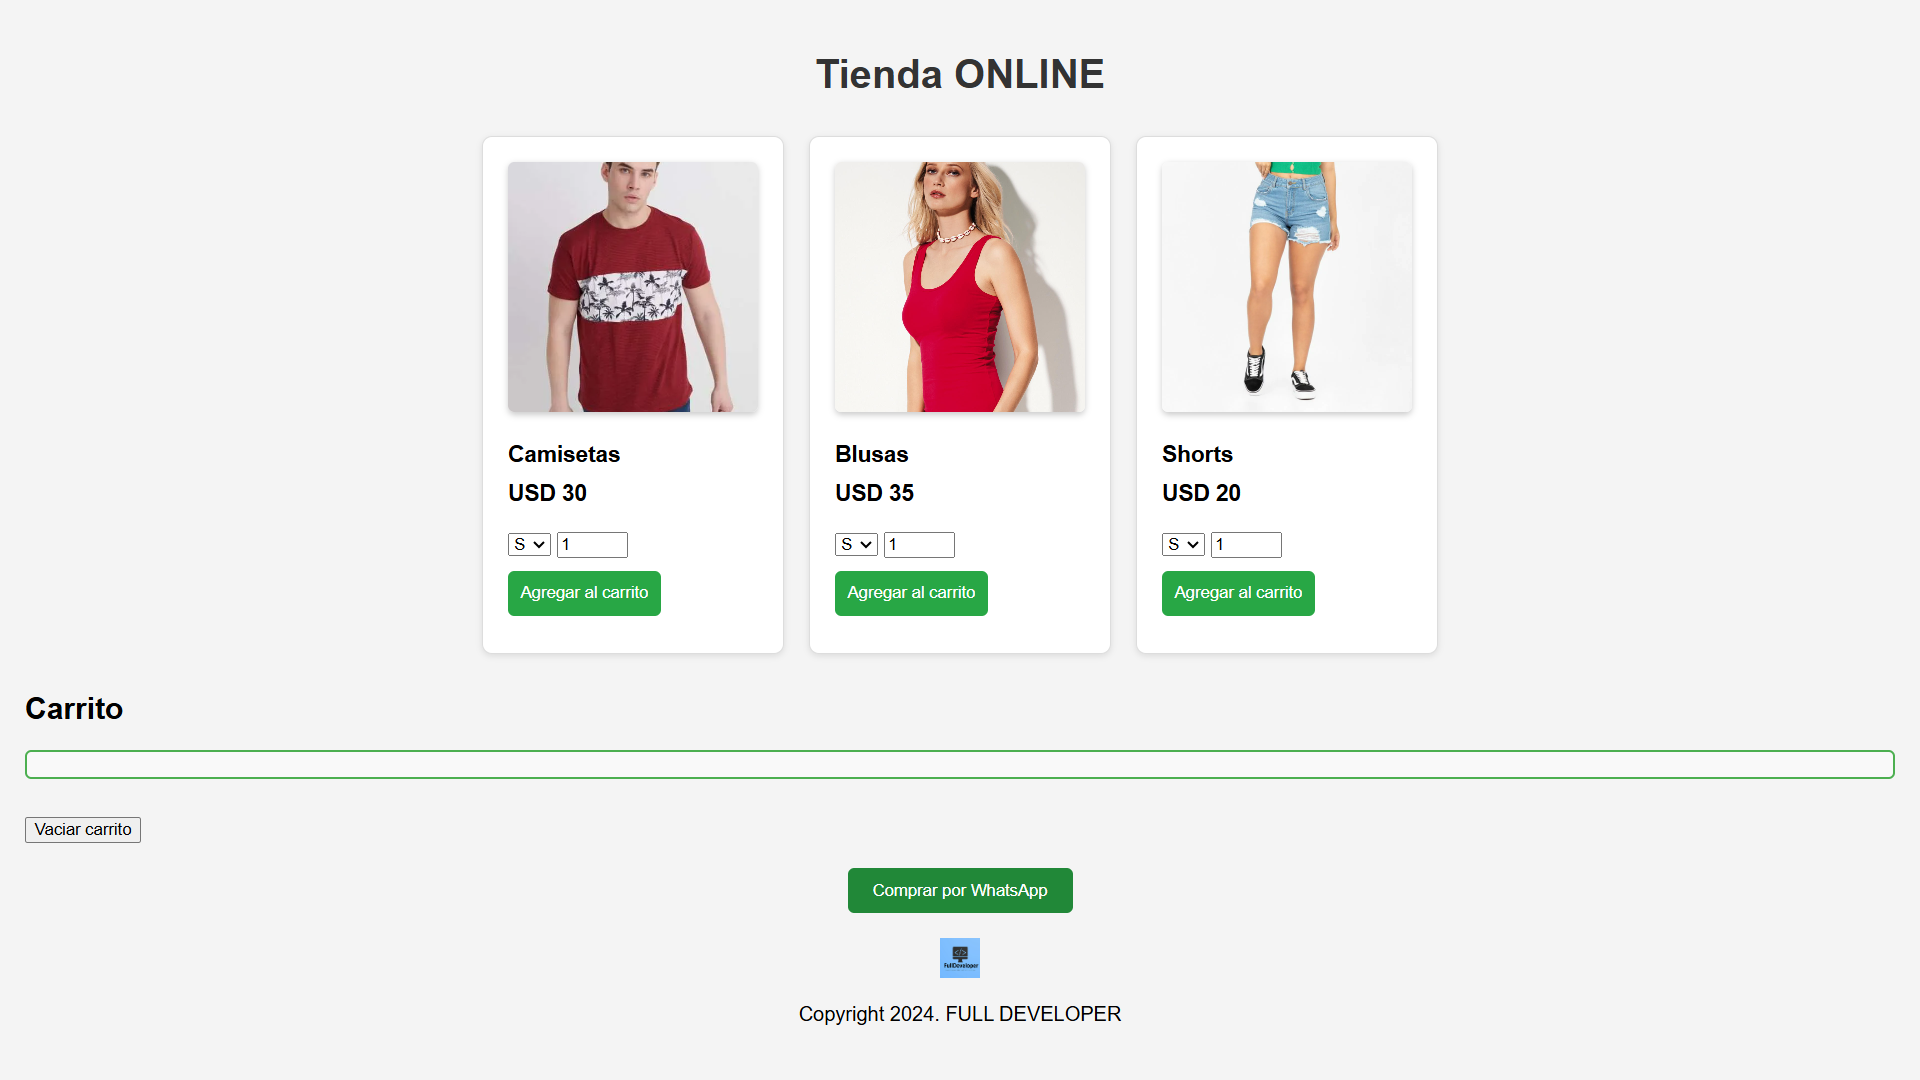 Tienda ONLINE
Camisetas
USD 30
S 1
Agregar al carrito
Blusas
USD 35
S 1
Agregar al carrito
Shorts
USD 20
S 1
Agregar al carrito
Carrito
Vaciar carrito
Comprar por WhatsApp
</>
FullDeveloper
Copyright 2024. FULL DEVELOPER